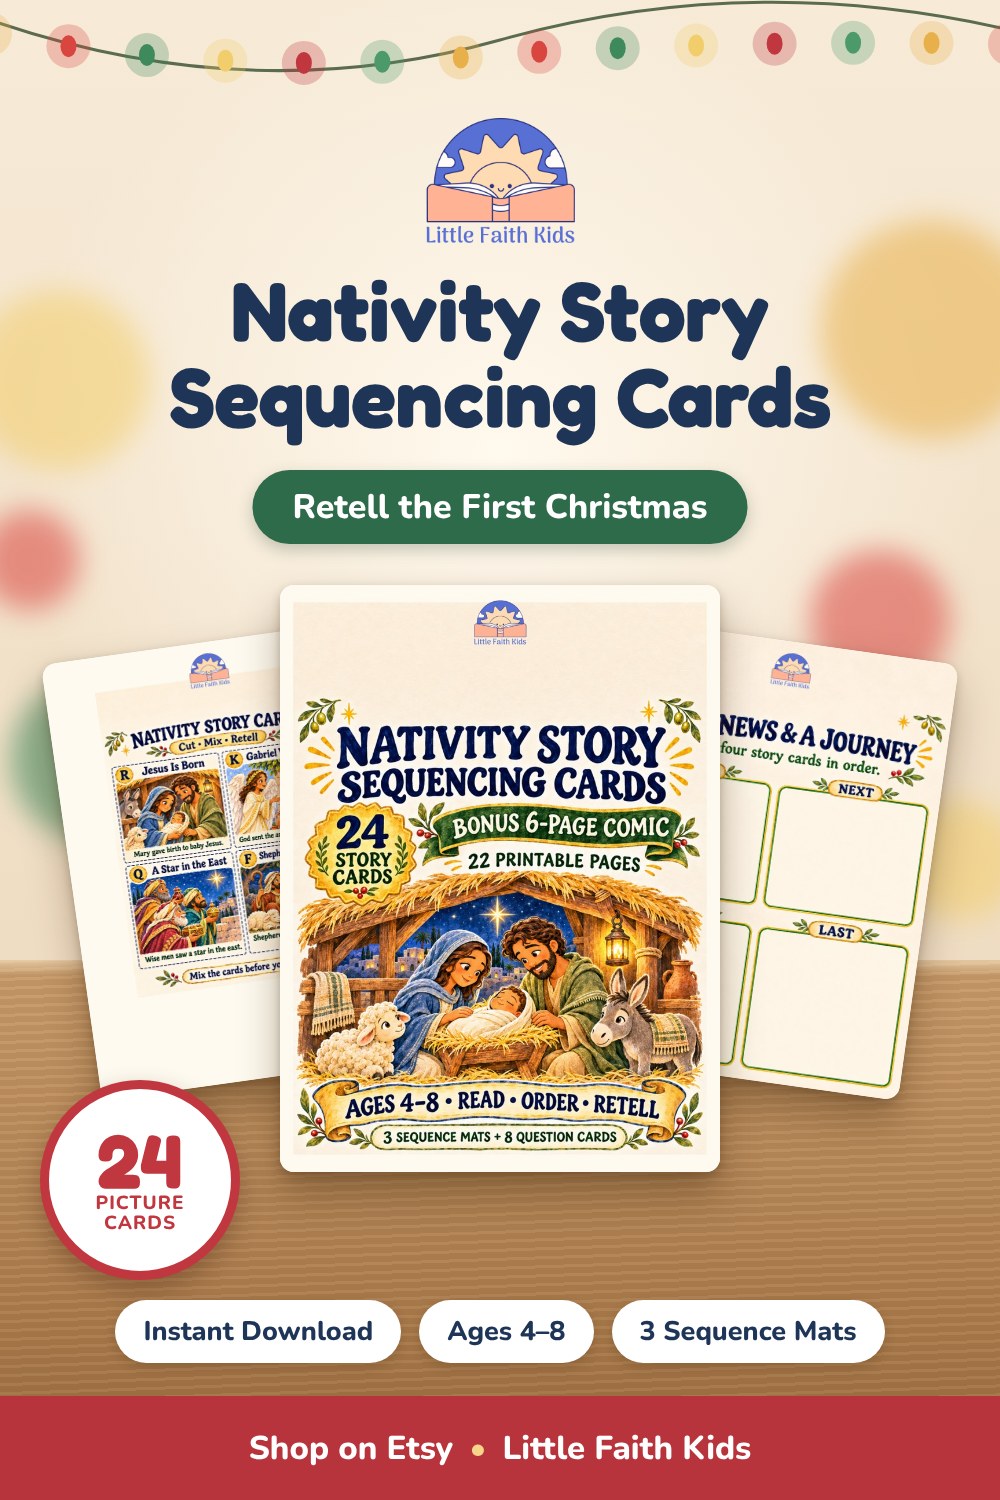 Little Faith Kids
Nativity Story
Sequencing Cards
Retell the First Christmas
Little Faith Kids
NATIVITY STORY
Cut • Mix • Retell
R Jesus Is Born
K Gabriel
Mary gave birth to baby Jesus.
God sent the
Q A Star in the East
F
Wise men saw a star in the east.
Mix the cards before
Little Faith Kids
NATIVITY STORY
SEQUENCING CARDS
24
STORY
CARDS
BONUS 6-PAGE COMIC
22 PRINTABLE PAGES
AGES 4-8 • READ • ORDER • RETELL
3 SEQUENCE MATS + 8 QUESTION CARDS
Little Faith Kids
NEWS & A JOURNEY
four story cards in order.
NEXT
LAST
24
PICTURE
CARDS
Instant Download
Ages 4–8
3 Sequence Mats
Shop on Etsy • Little Faith Kids